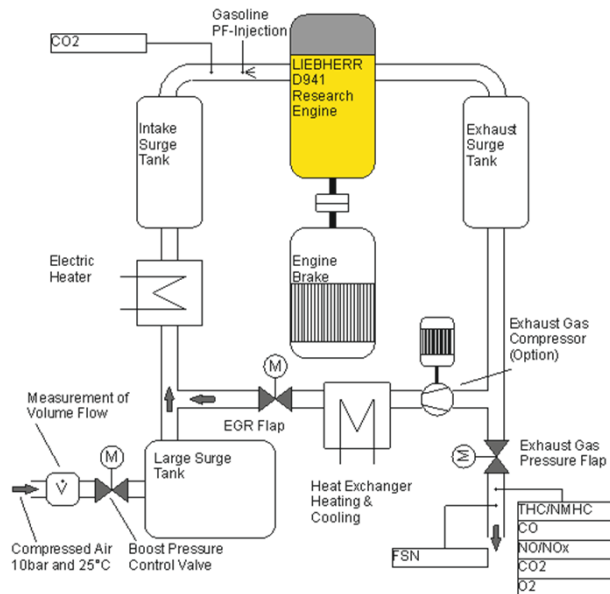 Gasoline
PF-Injection
CO2
LIEBHERR
D941
Research
Engine
Intake
Surge
Tank
Exhaust
Surge
Tank
Electric
Heater
Engine
Brake
Exhaust Gas
Compressor
(Option)
Measurement of
Volume Flow
M
EGR Flap
M
V̇
Large Surge
Tank
Heat Exchanger
Heating &
Cooling
M
Exhaust Gas
Pressure Flap
Compressed Air
10bar and 25°C
Boost Pressure
Control Valve
FSN
THC/NMHC
CO
NO/NOx
CO2
O2